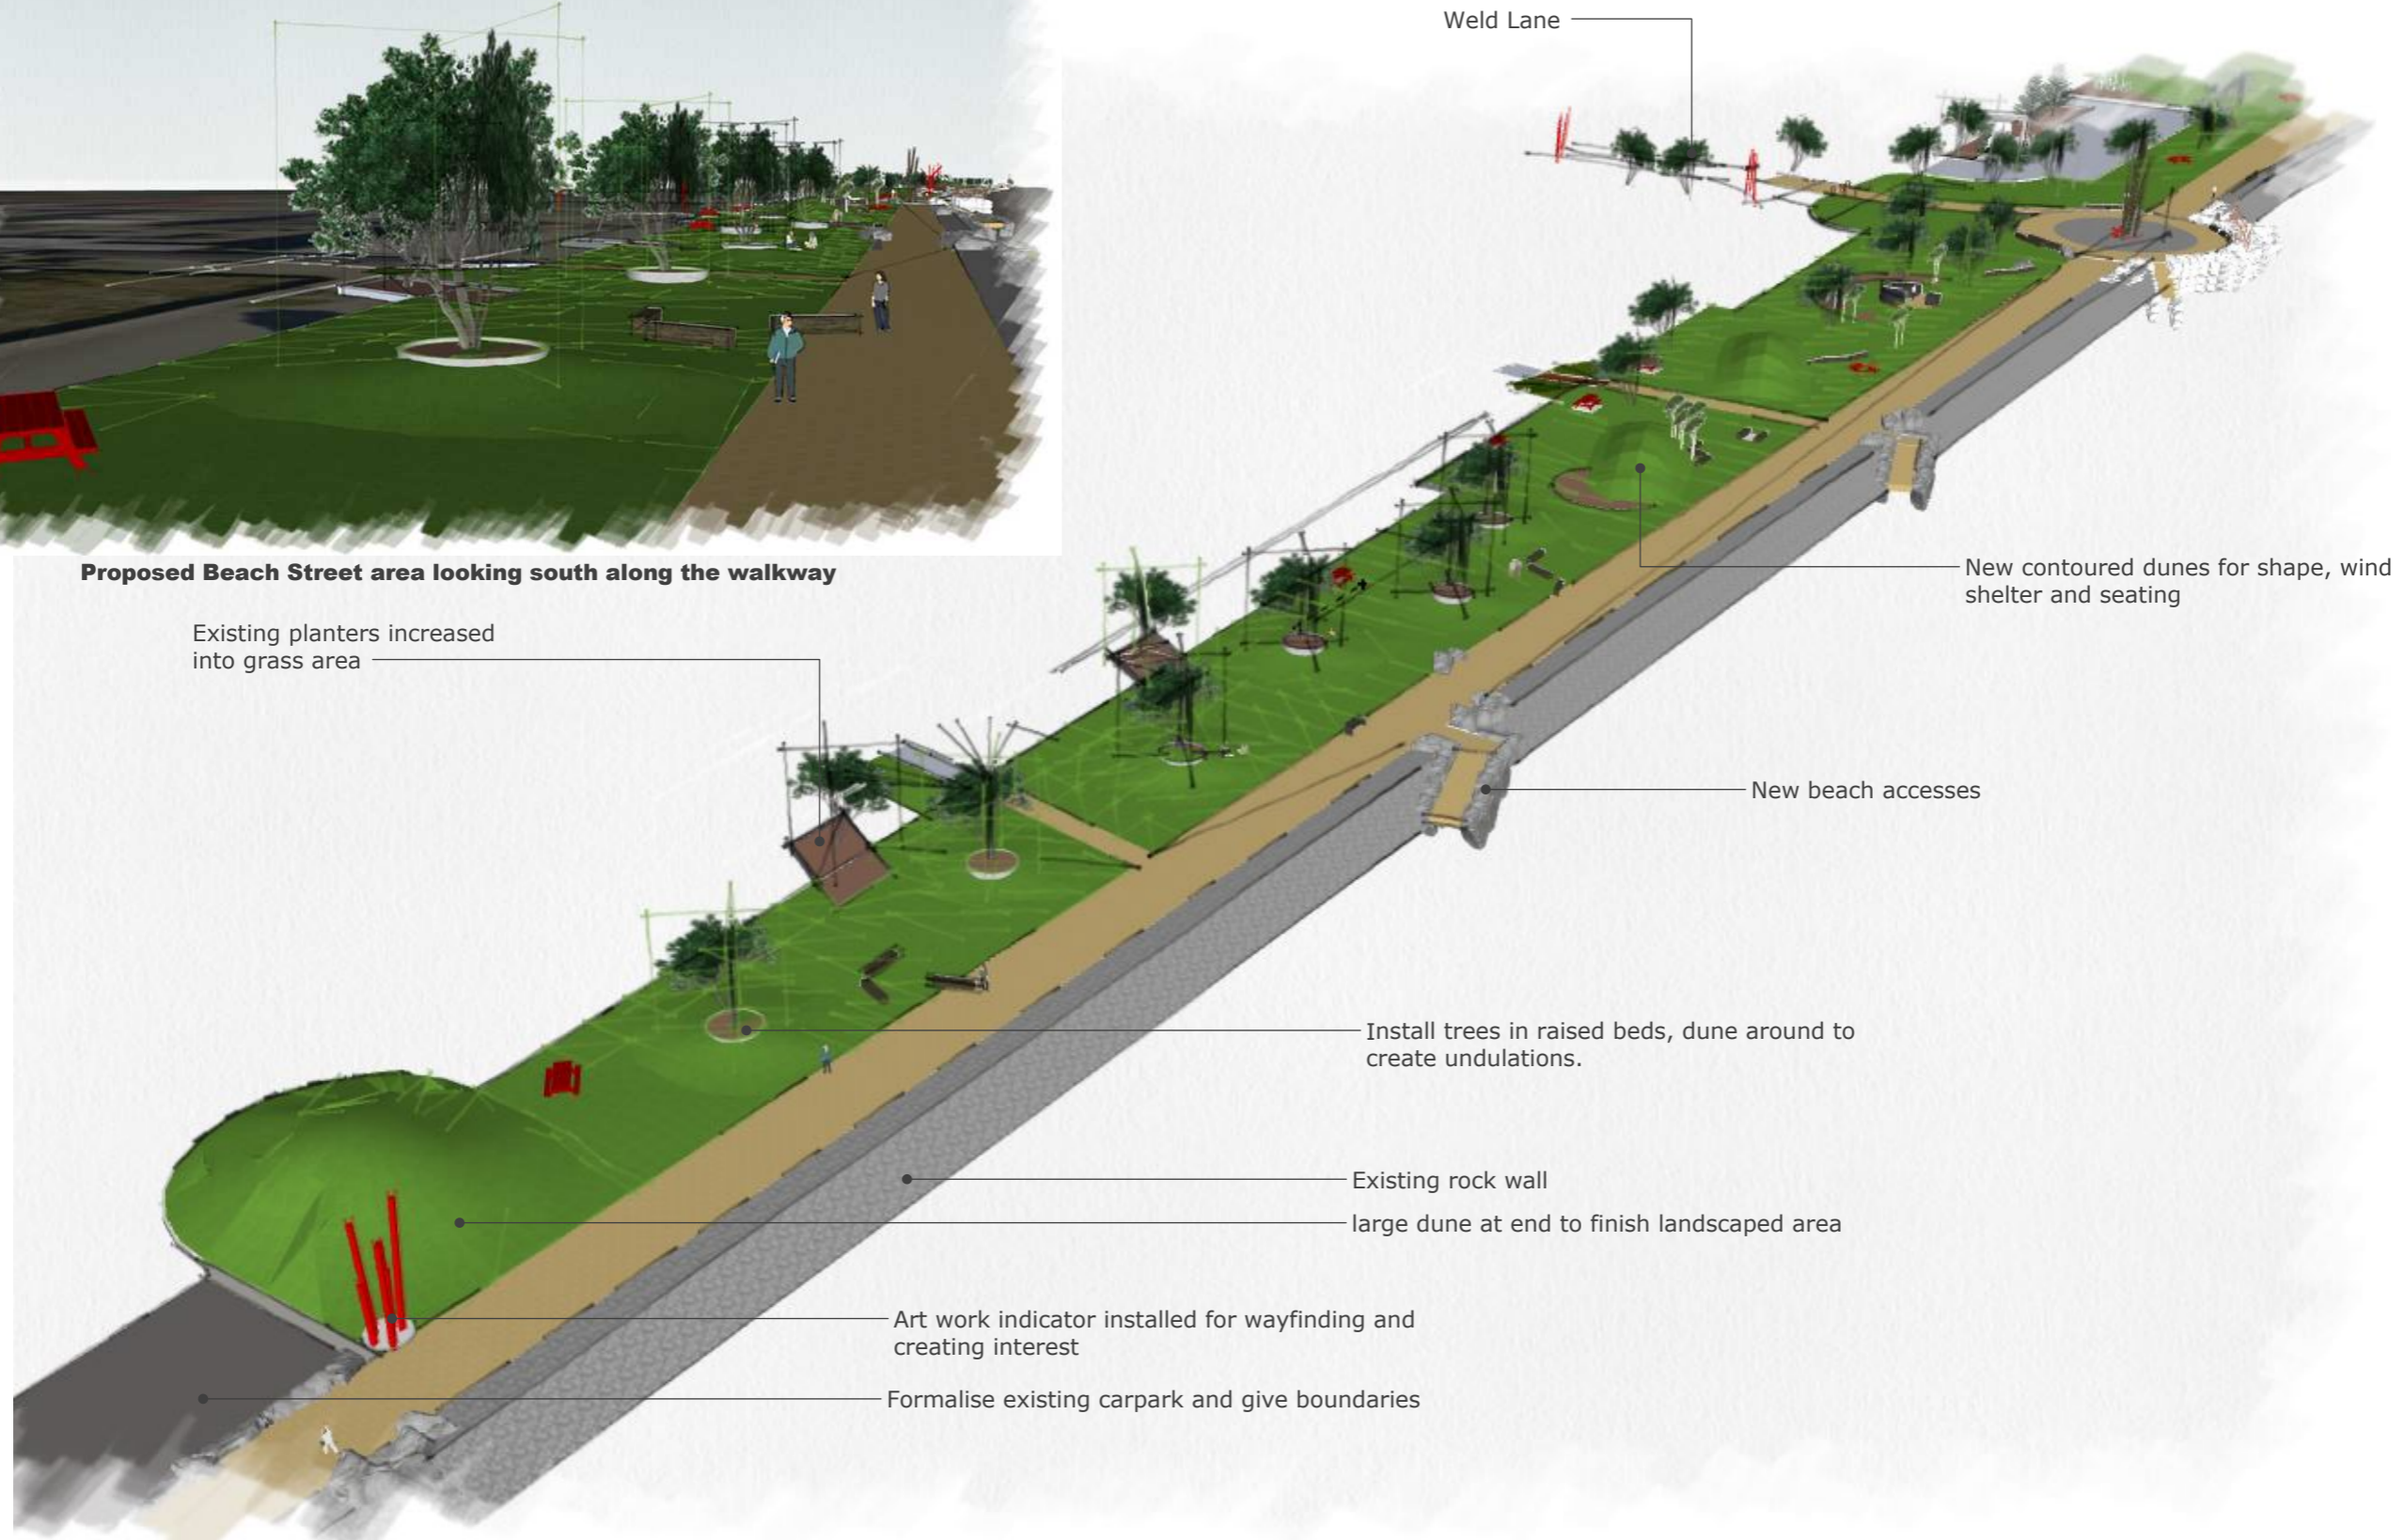 Weld Lane
Proposed Beach Street area looking south along the walkway
Existing planters increased
into grass area
New contoured dunes for shape, wind
shelter and seating
New beach accesses
Install trees in raised beds, dune around to
create undulations.
Existing rock wall
large dune at end to finish landscaped area
Art work indicator installed for wayfinding and
creating interest
Formalise existing carpark and give boundaries